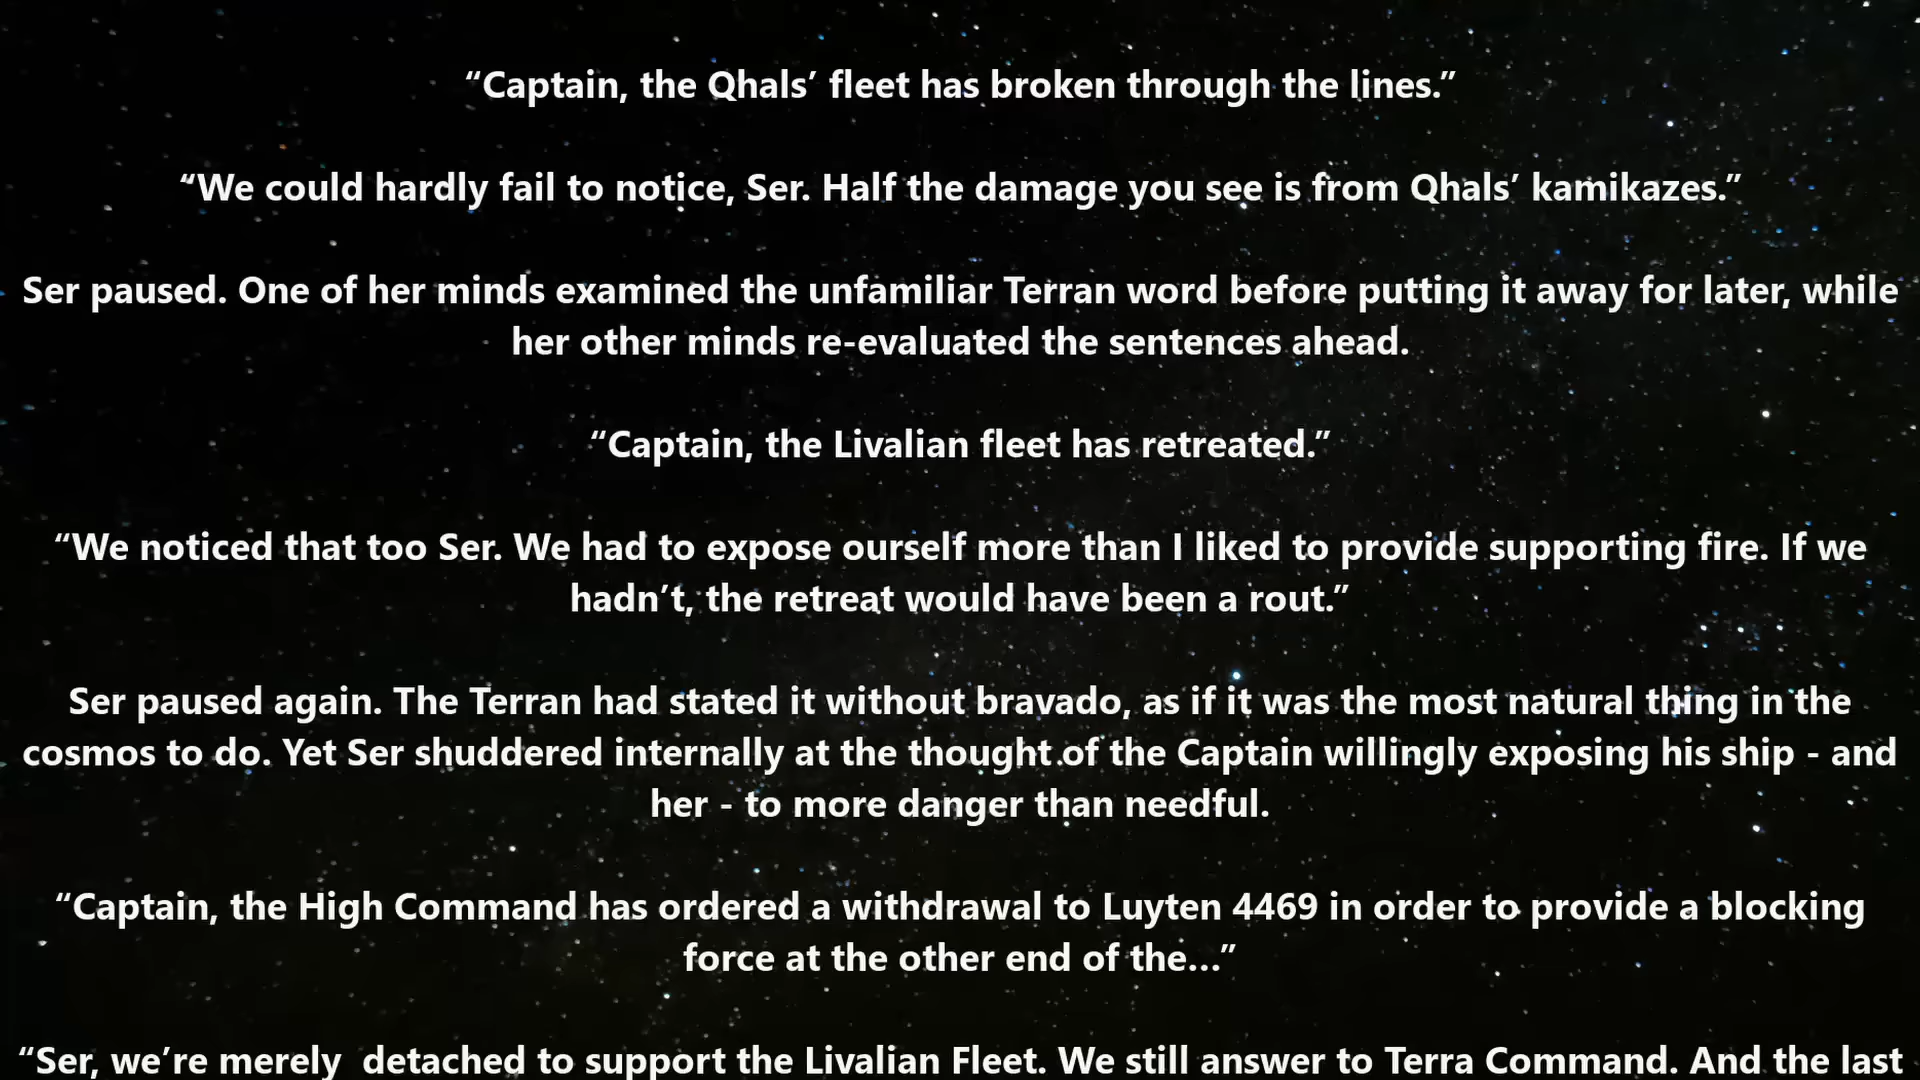 “Captain, the Qhals’ fleet has broken through the lines.”
“We could hardly fail to notice, Ser. Half the damage you see is from Qhals’ kamikazes.”
Ser paused. One of her minds examined the unfamiliar Terran word before putting it away for later, while
her other minds re-evaluated the sentences ahead.
“Captain, the Livalian fleet has retreated.”
“We noticed that too Ser. We had to expose ourself more than I liked to provide supporting fire. If we
hadn’t, the retreat would have been a rout.”
Ser paused again. The Terran had stated it without bravado, as if it was the most natural thing in the
cosmos to do. Yet Ser shuddered internally at the thought of the Captain willingly exposing his ship - and
her - to more danger than needful.
“Captain, the High Command has ordered a withdrawal to Luyten 4469 in order to provide a blocking
force at the other end of the…”
“Ser, we’re merely  detached to support the Livalian Fleet. We still answer to Terra Command. And the last